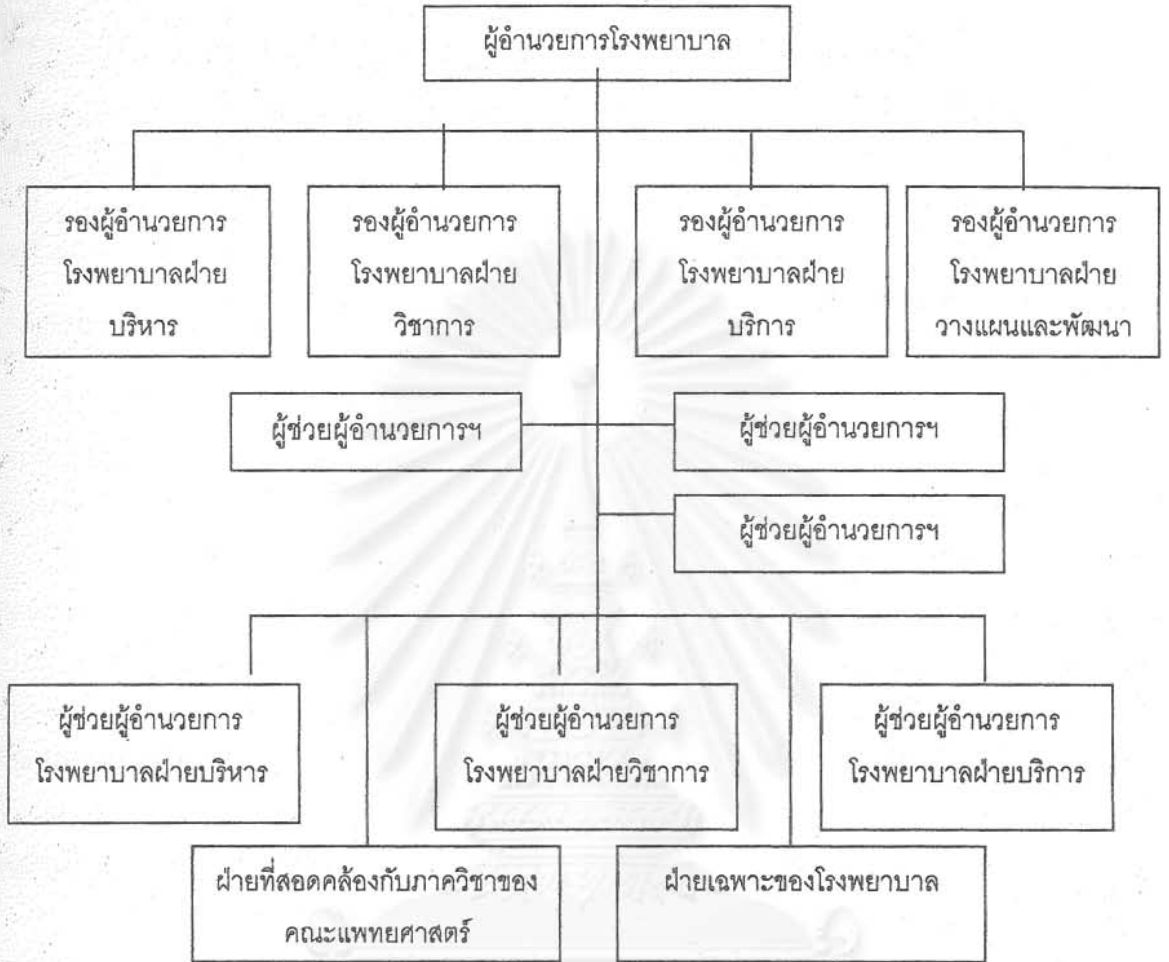 ผู้อำนวยการโรงพยาบาล
รองผู้อำนวยการ
โรงพยาบาลฝ่าย
บริหาร
รองผู้อำนวยการ
โรงพยาบาลฝ่าย
วิชาการ
รองผู้อำนวยการ
โรงพยาบาลฝ่าย
บริการ
รองผู้อำนวยการ
โรงพยาบาลฝ่าย
วางแผนและพัฒนา
ผู้ช่วยผู้อำนวยการฯ
ผู้ช่วยผู้อำนวยการฯ
ผู้ช่วยผู้อำนวยการฯ
ผู้ช่วยผู้อำนวยการ
โรงพยาบาลฝ่ายบริหาร
ผู้ช่วยผู้อำนวยการ
โรงพยาบาลฝ่ายวิชาการ
ผู้ช่วยผู้อำนวยการ
โรงพยาบาลฝ่ายบริการ
ฝ่ายที่สอดคล้องกับภาควิชาของ
คณะแพทยศาสตร์
ฝ่ายเฉพาะของโรงพยาบาล